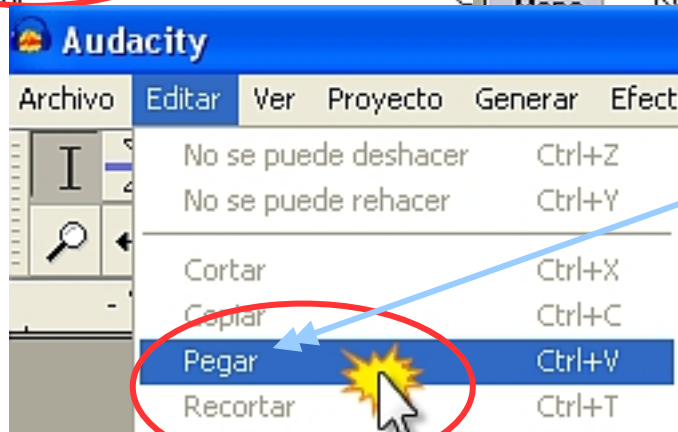 Audacity
Archivo Editar Ver Proyecto Generar Efect
No se puede deshacer Ctrl+Z
No se puede rehacer Ctrl+Y
Cortar Ctrl+X
Copiar Ctrl+C
Pegar Ctrl+V
Recortar Ctrl+T